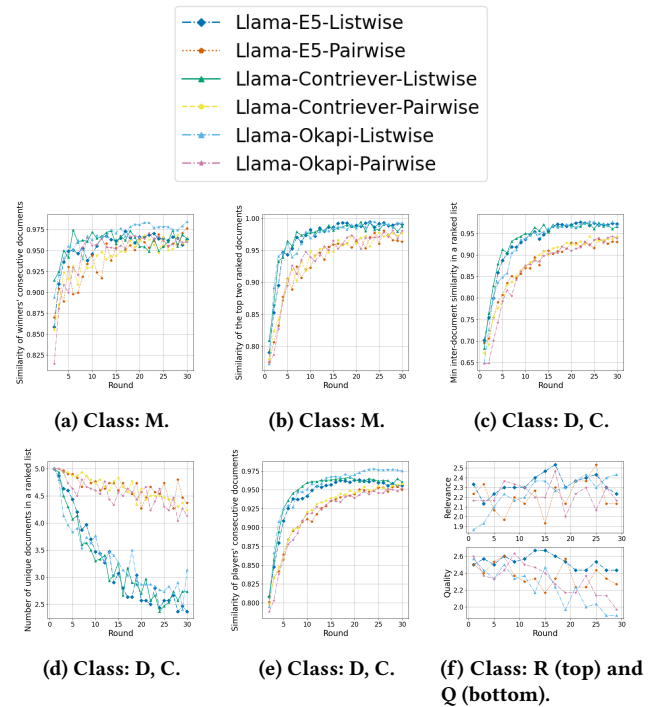 Llama-E5-Listwise
Llama-E5-Pairwise
Llama-Contriever-Listwise
Llama-Contriever-Pairwise
Llama-Okapi-Listwise
Llama-Okapi-Pairwise
Similarity of winners' consecutive documents
0.975
0.950
0.925
0.900
0.875
0.850
0.825
5 10 15 20 25 30
Round
(a) Class: M.
Similarity of the top two ranked documents
1.00
0.95
0.90
0.85
0.80
0 5 10 15 20 25 30
Round
(b) Class: M.
Min inter-document similarity in a ranked list
1.00
0.95
0.90
0.85
0.80
0.75
0.70
0.65
0 5 10 15 20 25 30
Round
(c) Class: D, C.
Number of unique documents in a ranked list
5.0
4.5
4.0
3.5
3.0
2.5
0 5 10 15 20 25 30
Round
(d) Class: D, C.
Similarity of players' consecutive documents
0.975
0.950
0.925
0.900
0.875
0.850
0.825
0.800
5 10 15 20 25 30
Round
(e) Class: D, C.
Relevance
2.5
2.4
2.3
2.2
2.1
2.0
1.9
Quality
2.6
2.4
2.2
2.0
0 5 10 15 20 25 30
Round
(f) Class: R (top) and
Q (bottom).